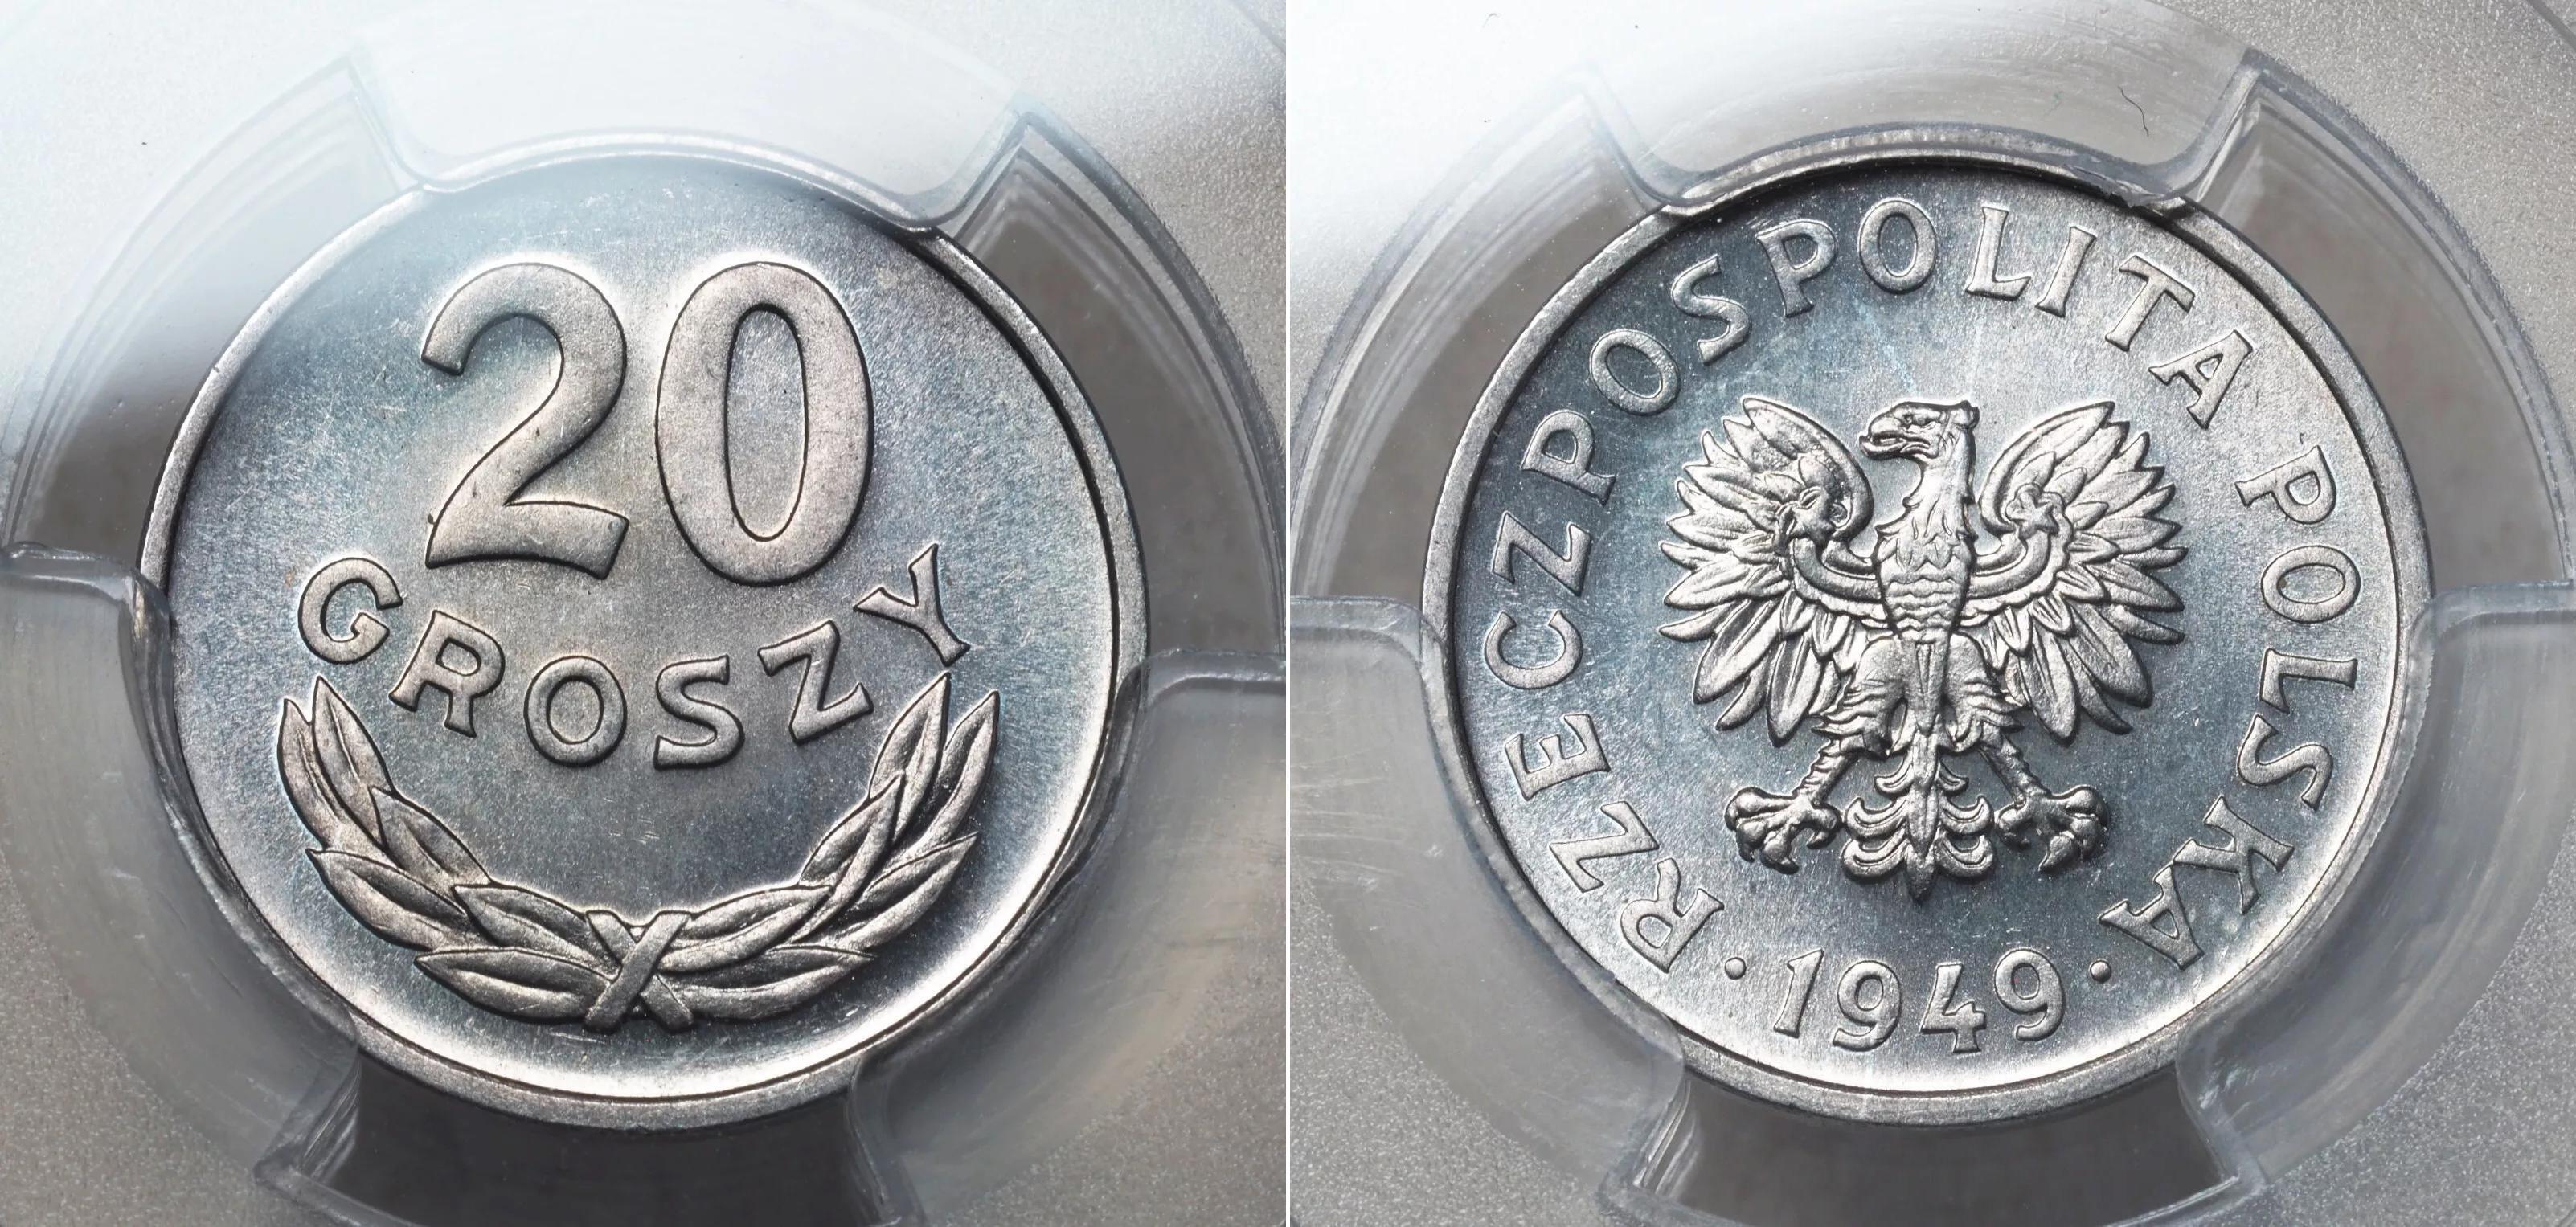 20
GROSZY
RZECZPOSPOLITA POLSKA
· 1949 ·